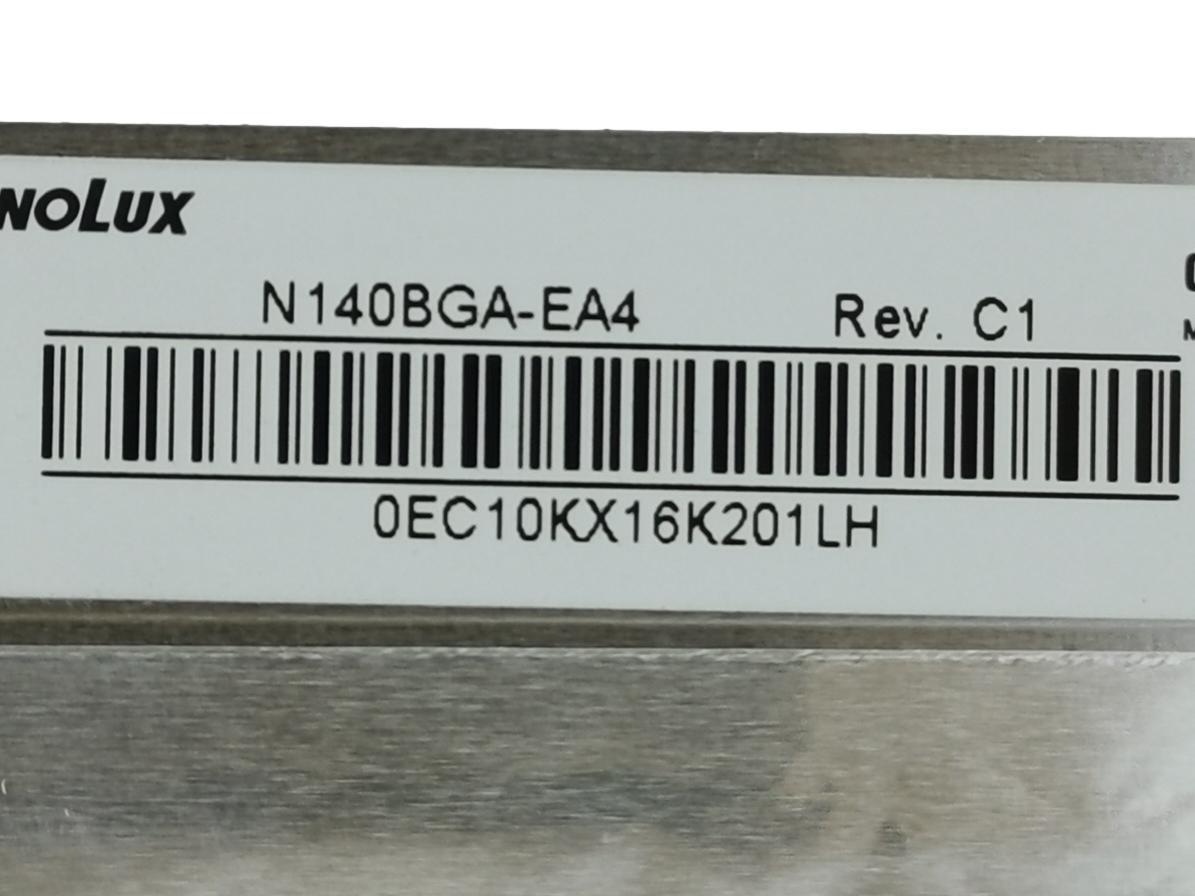 NOLUX
N140BGA-EA4 Rev. C1
0EC10KX16K201LH